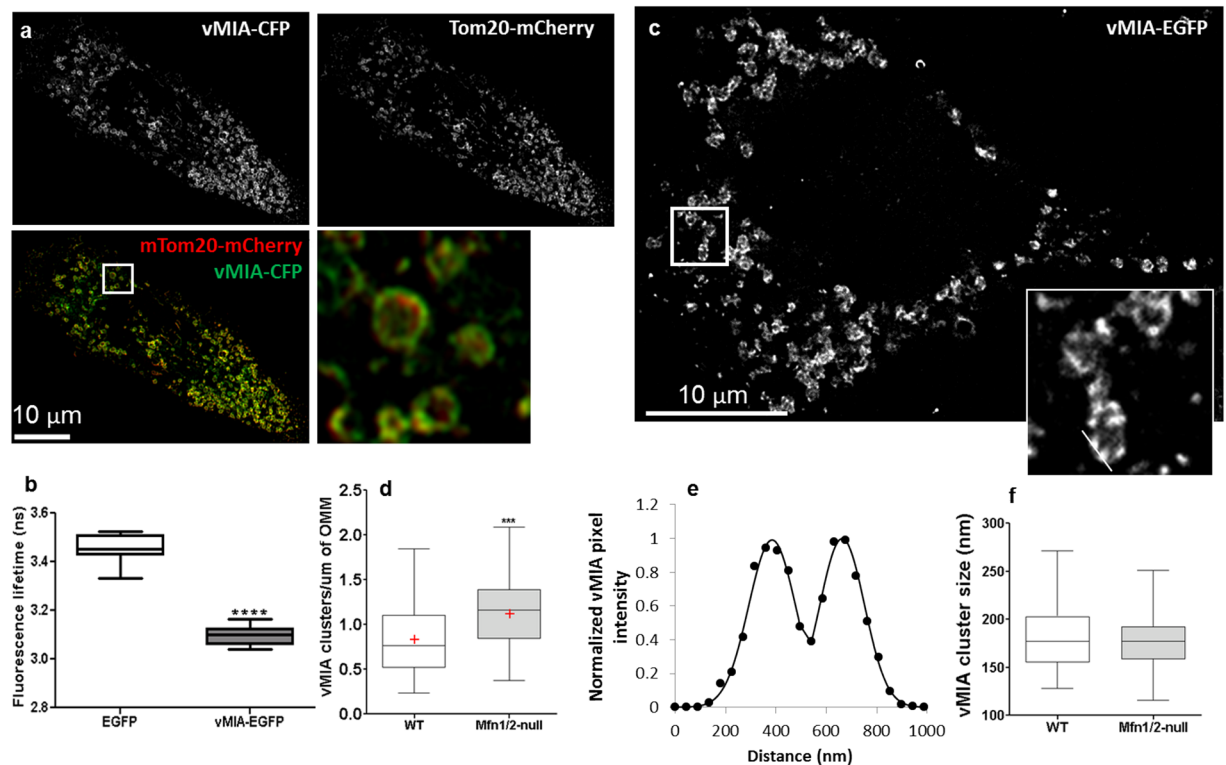 a
vMIA-CFP
Tom20-mCherry
c
vMIA-EGFP
mTom20-mCherry
vMIA-CFP
10 µm
10 µm
b
Fluorescence lifetime (ns)
3.6
3.4
3.2
3.0
2.8
****
EGFP
vMIA-EGFP
d
vMIA clusters/um of OMM
2.5
2.0
1.5
1.0
0.5
0.0
***
WT
Mfn1/2-null
e
Normalized vMIA pixel
intensity
1.2
1
0.8
0.6
0.4
0.2
0
0
200
400
600
800
1000
Distance (nm)
f
vMIA cluster size (nm)
300
250
200
150
100
WT
Mfn1/2-null